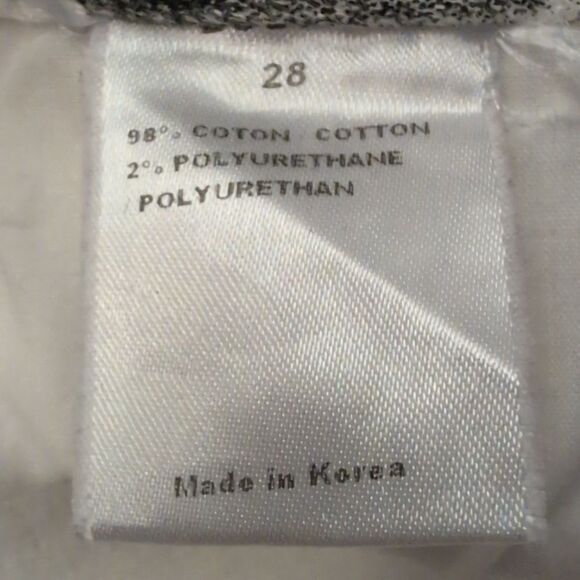 28
98% COTON COTTON
2% POLYURETHANE
POLYURETHAN
Made in Korea